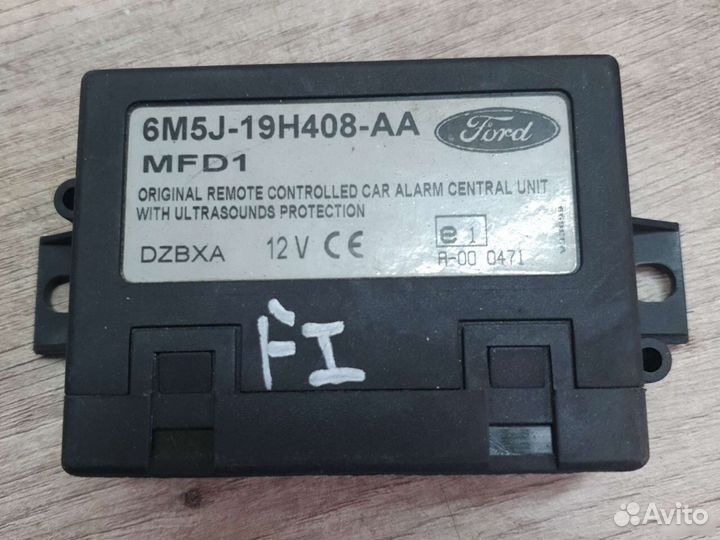 6M5J-19H408-AA Ford
MFD1
ORIGINAL REMOTE CONTROLLED CAR ALARM CENTRAL UNIT
WITH ULTRASOUNDS PROTECTION
DZBXA 12V CE e1
A-00 0471
FI
Avito